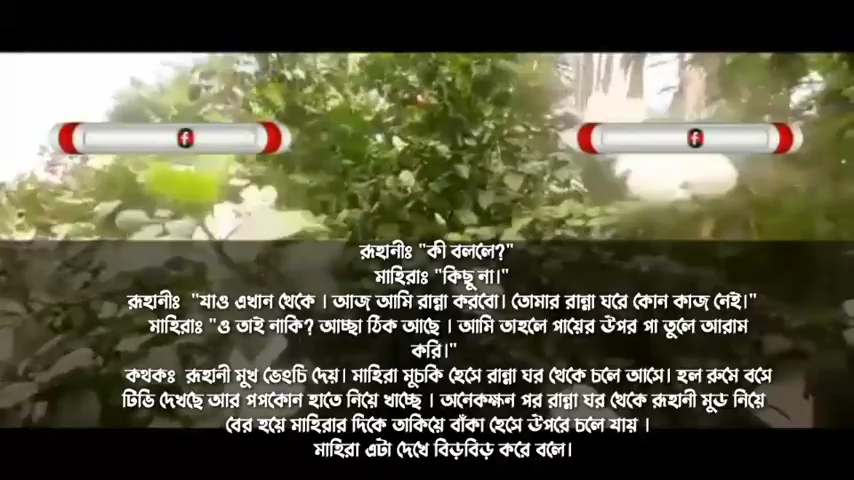 রুহানীঃ "কী বললে?"
মাহিরাঃ "কিছু না।"
রুহানীঃ "যাও এখান থেকে । আজ আমি রান্না করবো। তোমার রান্না ঘরে কোন কাজ নেই।"
মাহিরাঃ "ও তাই নাকি? আচ্ছা ঠিক আছে । আমি তাহলে পায়ের উপর পা তুলে আরাম
করি।"
কথকঃ রুহানী মুখ ভেংচি দেয়। মাহিরা মুচকি হেসে রান্না ঘর থেকে চলে আসে। হল রুমে বসে
টিভি দেখছে আর পপকোন হাতে নিয়ে খাচ্ছে । অনেকক্ষন পর রান্না ঘর থেকে রুহানী মুড নিয়ে
বের হয়ে মাহিরার দিকে তাকিয়ে বাঁকা হেসে উপরে চলে যায় ।
মাহিরা এটা দেখে বিড়বিড় করে বলে।